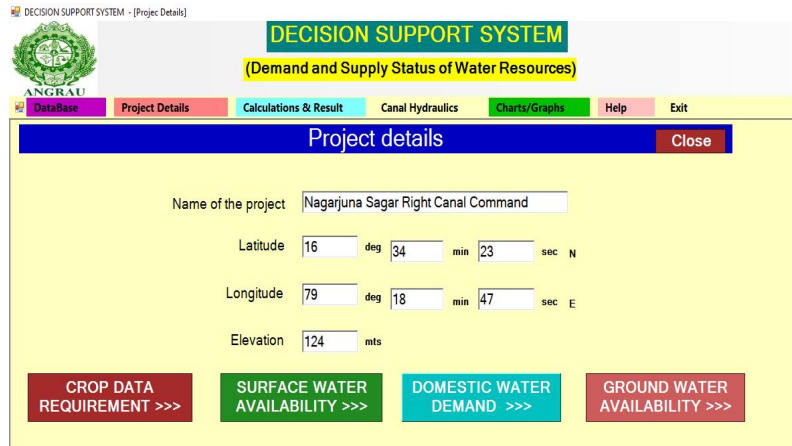 DECISION SUPPORT SYSTEM - [Projec Details]
DECISION SUPPORT SYSTEM
(Demand and Supply Status of Water Resources)
ANGRAU
DataBase Project Details Calculations & Result Canal Hydraulics Charts/Graphs Help Exit
Project details Close
Name of the project Nagarjuna Sagar Right Canal Command
Latitude 16 deg 34 min 23 sec N
Longitude 79 deg 18 min 47 sec E
Elevation 124 mts
CROP DATA SURFACE WATER DOMESTIC WATER GROUND WATER
REQUIREMENT >>> AVAILABILITY >>> DEMAND >>> AVAILABILITY >>>